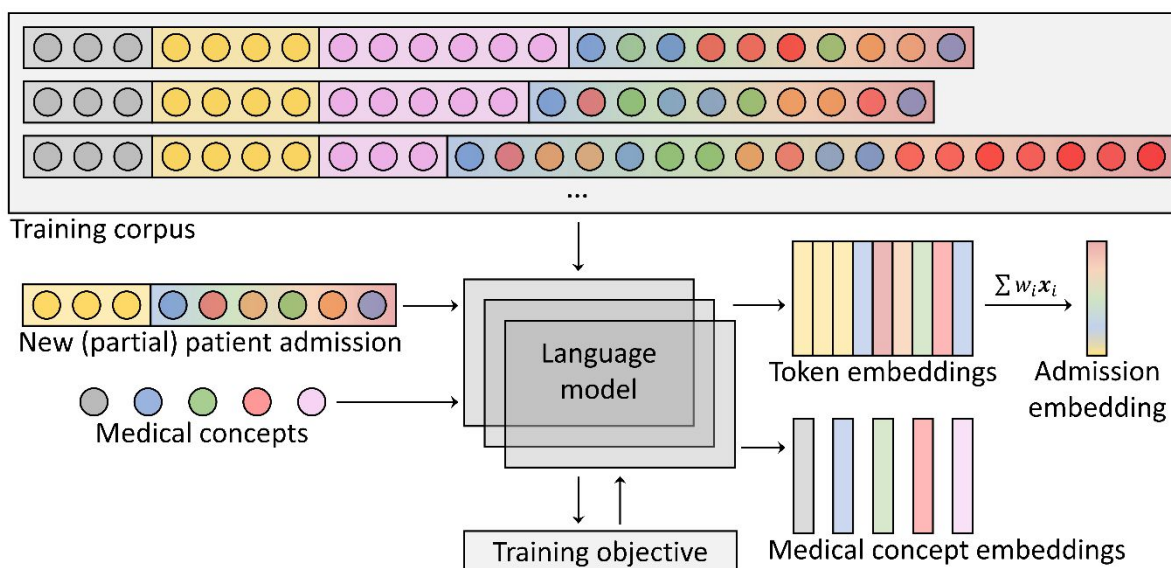 ...
Training corpus
New (partial) patient admission
Medical concepts
Language
model
Token embeddings
∑ wᵢxᵢ
Admission
embedding
Medical concept embeddings
Training objective